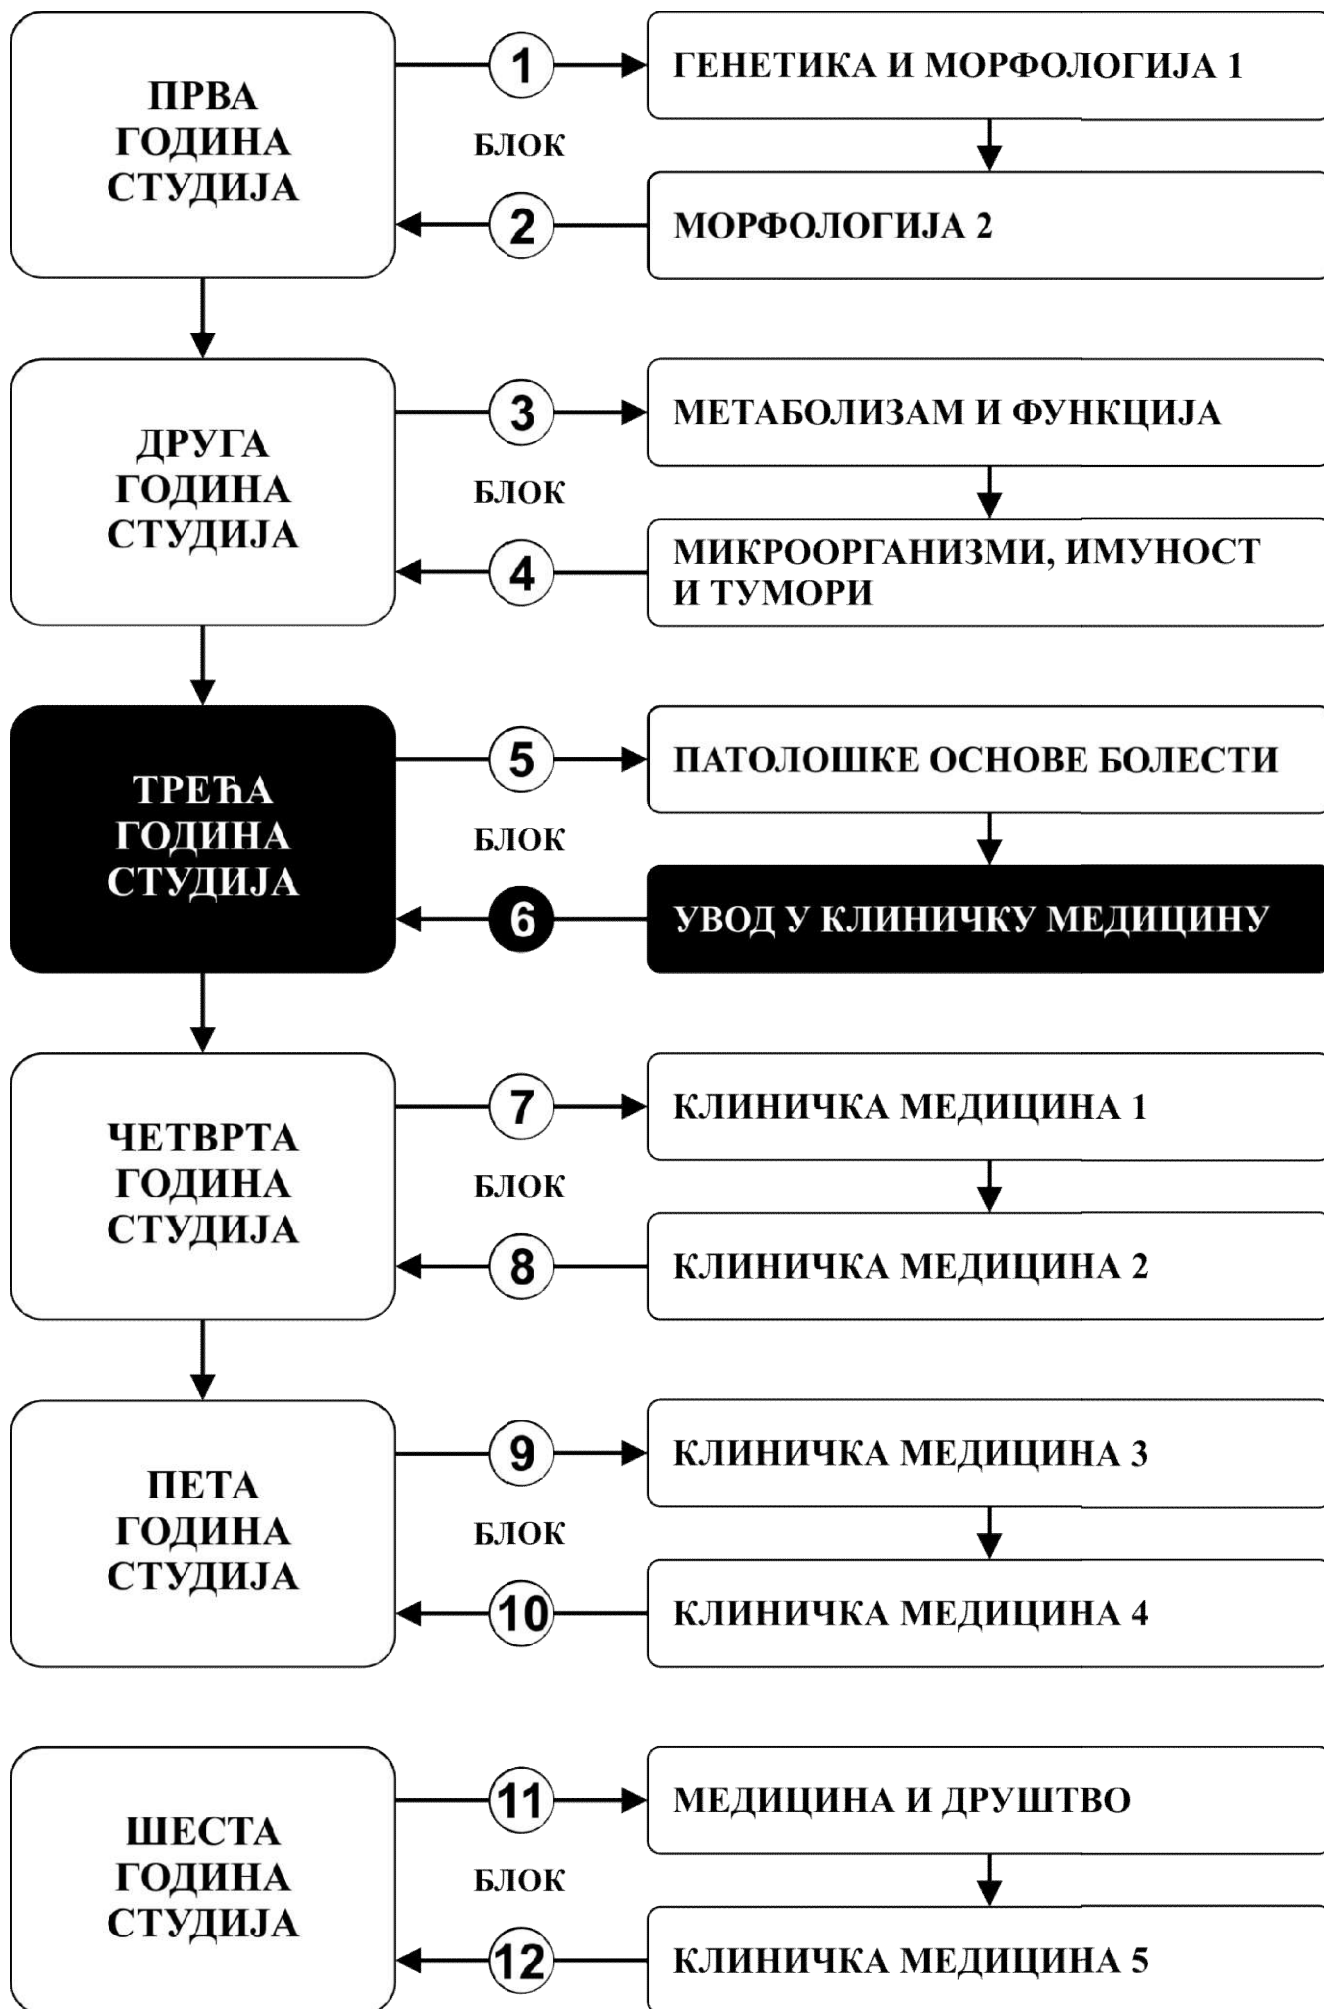 ПРВА
ГОДИНА
СТУДИЈА
1
БЛОК
2
ГЕНЕТИКА И МОРФОЛОГИЈА 1
МОРФОЛОГИЈА 2
ДРУГА
ГОДИНА
СТУДИЈА
3
БЛОК
4
МЕТАБОЛИЗАМ И ФУНКЦИЈА
МИКРООРГАНИЗМИ, ИМУНОСТ
И ТУМОРИ
ТРЕЋА
ГОДИНА
СТУДИЈА
5
БЛОК
6
ПАТОЛОШКЕ ОСНОВЕ БОЛЕСТИ
УВОД У КЛИНИЧКУ МЕДИЦИНУ
ЧЕТВРТА
ГОДИНА
СТУДИЈА
7
БЛОК
8
КЛИНИЧКА МЕДИЦИНА 1
КЛИНИЧКА МЕДИЦИНА 2
ПЕТА
ГОДИНА
СТУДИЈА
9
БЛОК
10
КЛИНИЧКА МЕДИЦИНА 3
КЛИНИЧКА МЕДИЦИНА 4
ШЕСТА
ГОДИНА
СТУДИЈА
11
БЛОК
12
МЕДИЦИНА И ДРУШТВО
КЛИНИЧКА МЕДИЦИНА 5